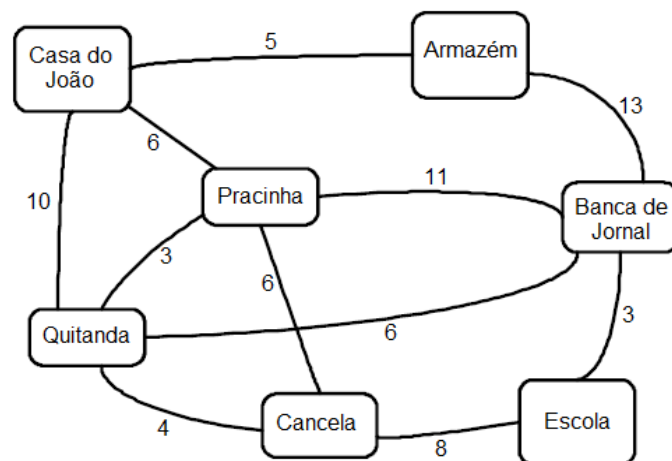 Casa do
João
5
Armazém
13
6
10
Pracinha
11
Banca de
Jornal
3
6
Quitanda
6
3
4
Cancela
8
Escola